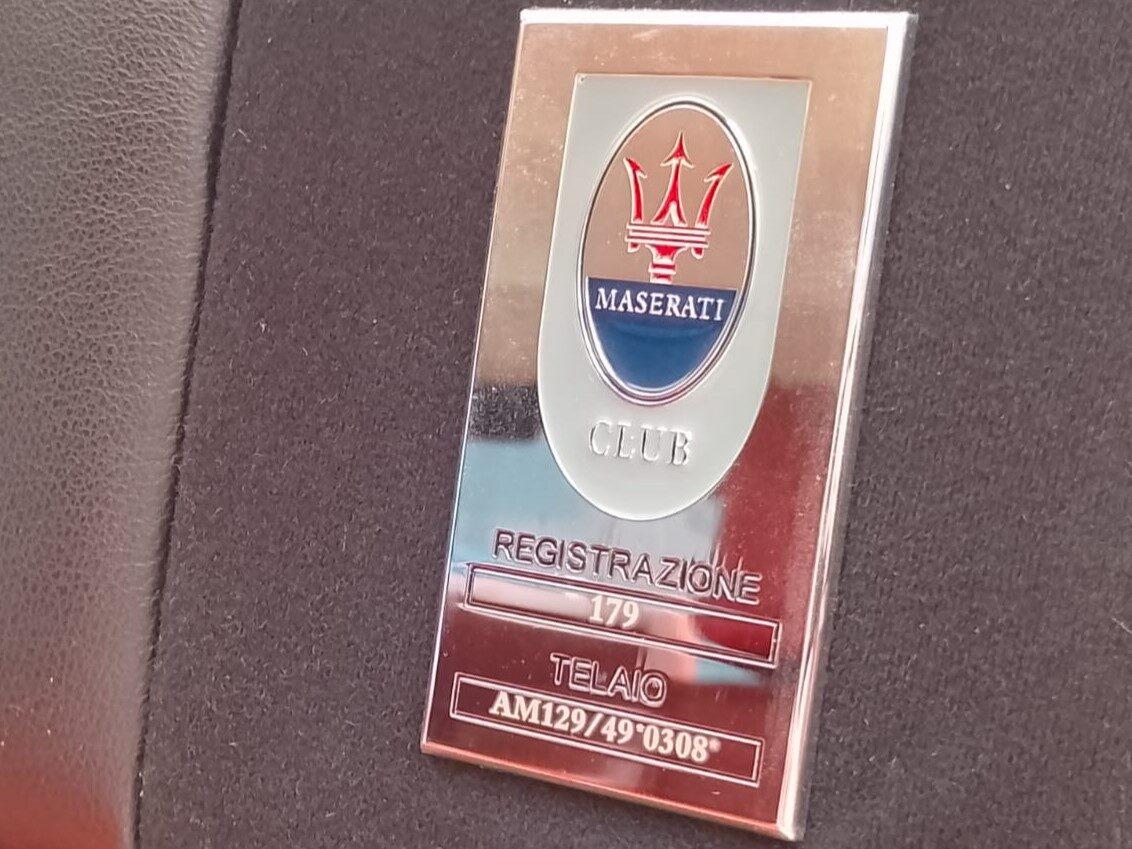 MASERATI
CLUB
REGISTRAZIONE
179
TELAIO
AM129/49*0308*